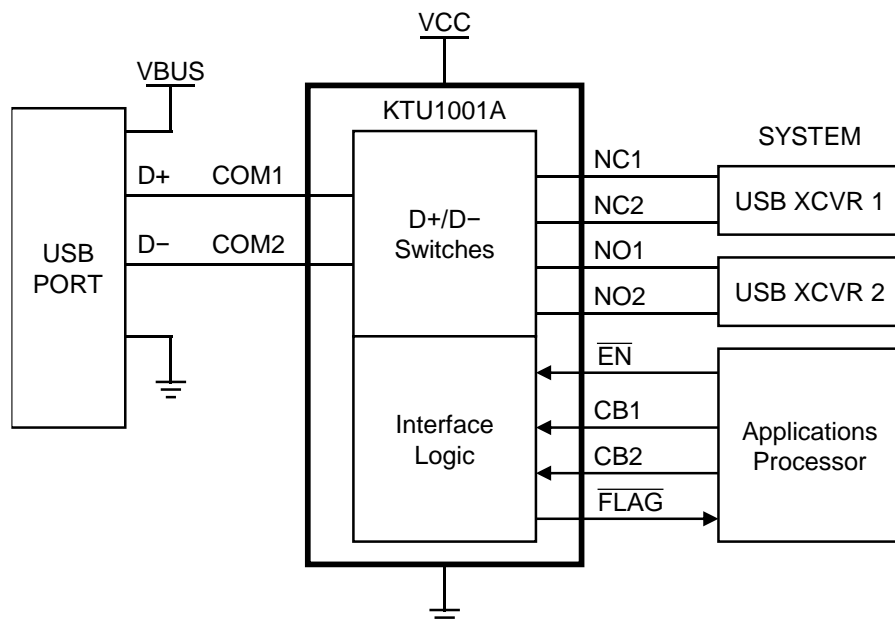 VCC
VBUS
KTU1001A
SYSTEM
D+
COM1
D−
COM2
USB
PORT
D+/D−
Switches
NC1
NC2
NO1
NO2
USB XCVR 1
USB XCVR 2
Interface
Logic
EN
CB1
CB2
FLAG
Applications
Processor